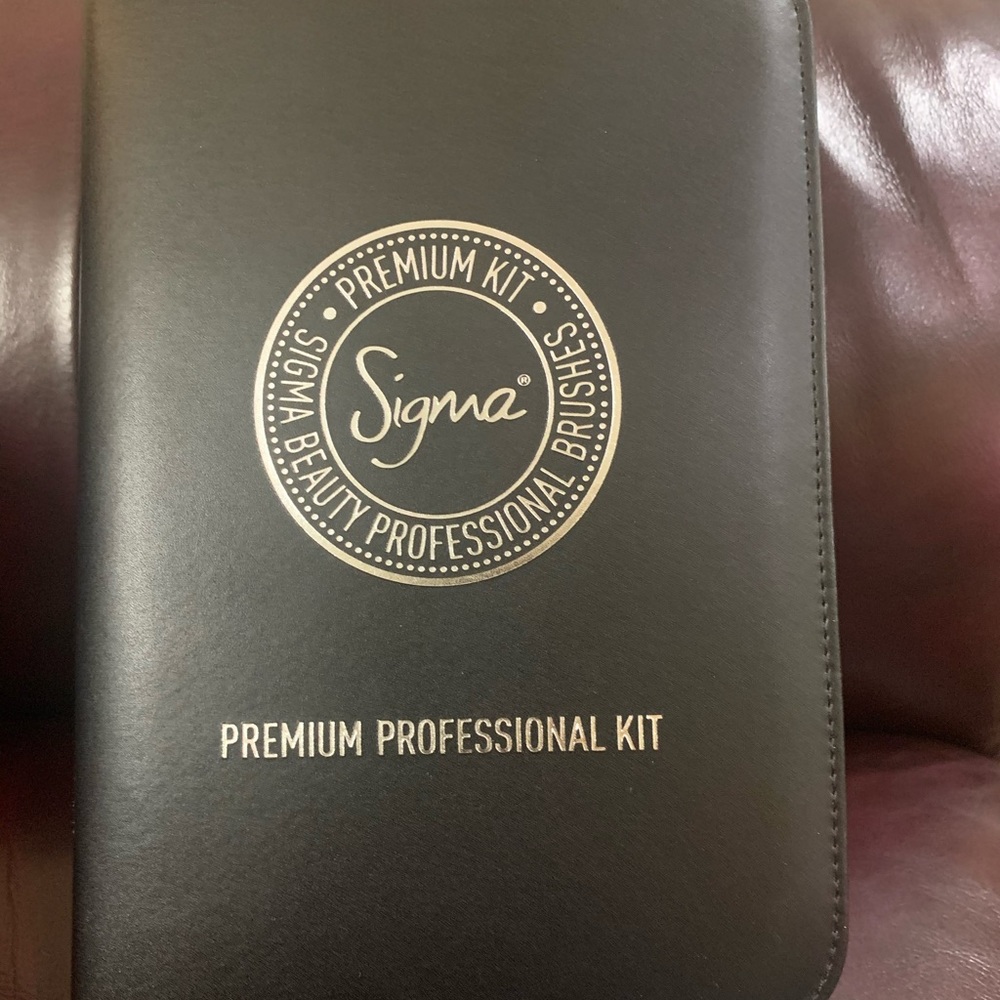 PREMIUM KIT
Sigma®
SIGMA BEAUTY PROFESSIONAL BRUSHES
PREMIUM PROFESSIONAL KIT